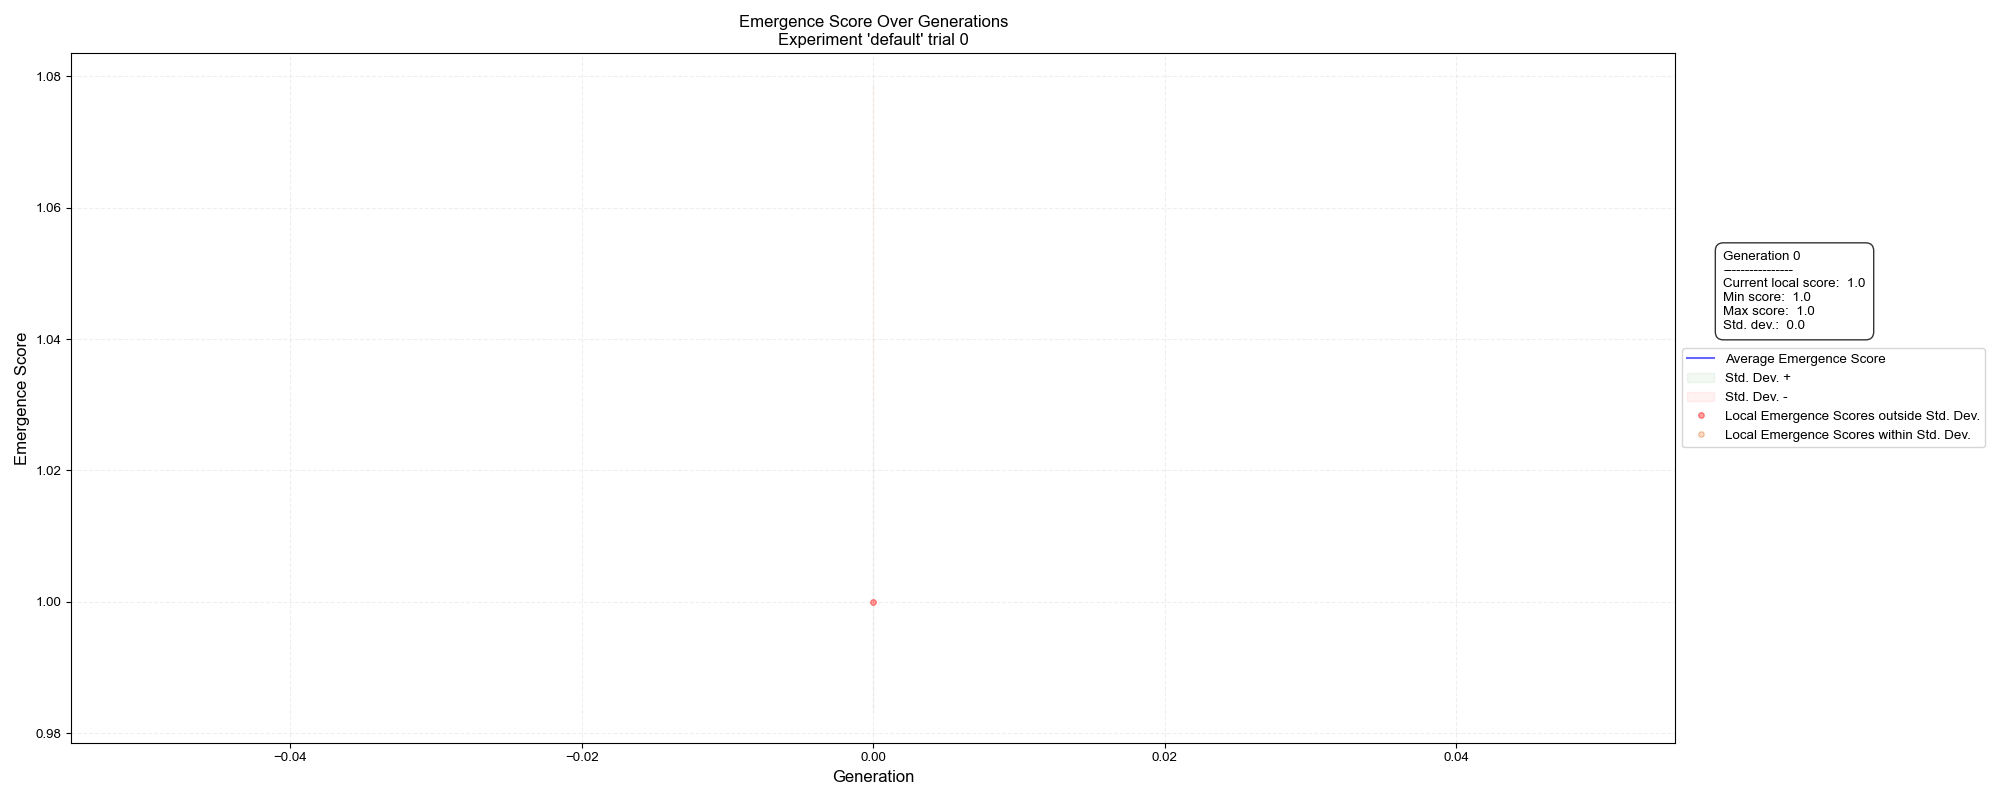 Emergence Score Over Generations
Experiment 'default' trial 0
Emergence Score
1.08
1.06
1.04
1.02
1.00
0.98
−0.04
−0.02
0.00
0.02
0.04
Generation
Generation 0
----------------
Current local score:  1.0
Min score:  1.0
Max score:  1.0
Std. dev.:  0.0
Average Emergence Score
Std. Dev. +
Std. Dev. -
Local Emergence Scores outside Std. Dev.
Local Emergence Scores within Std. Dev.